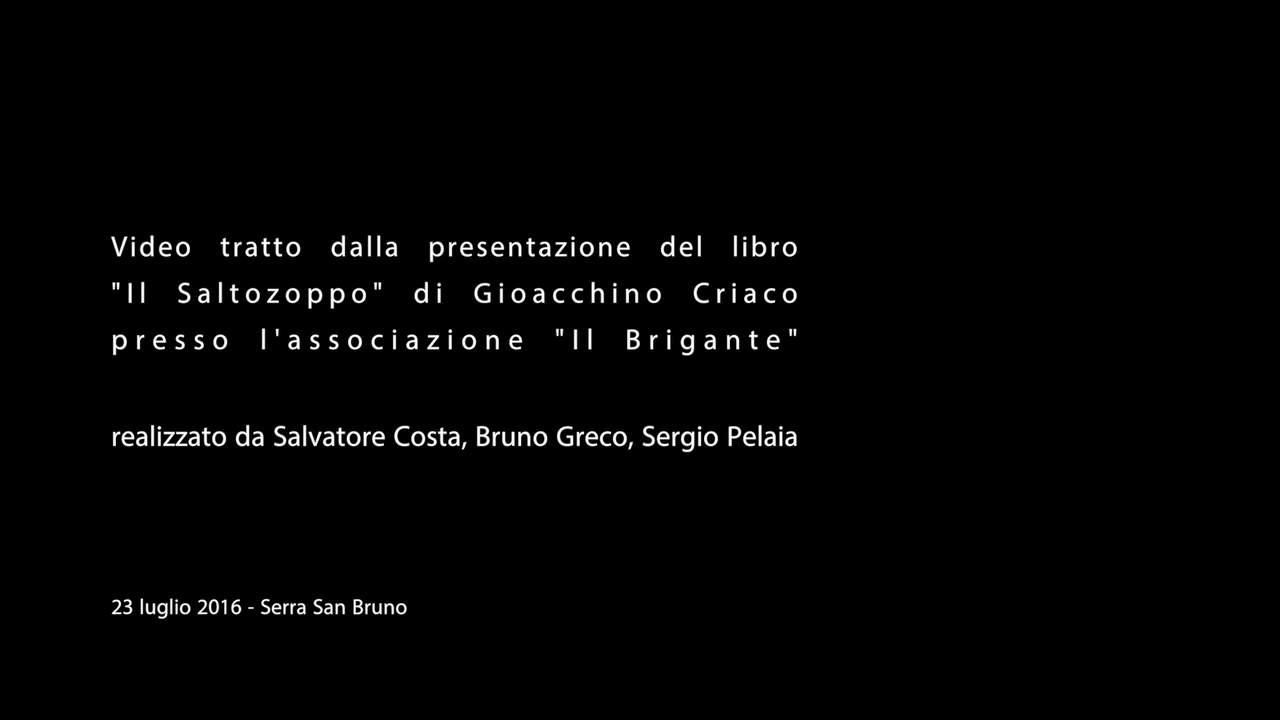 Video tratto dalla presentazione del libro
"Il Saltozoppo" di Gioacchino Criaco
presso l'associazione "Il Brigante"
realizzato da Salvatore Costa, Bruno Greco, Sergio Pelaia
23 luglio 2016 - Serra San Bruno